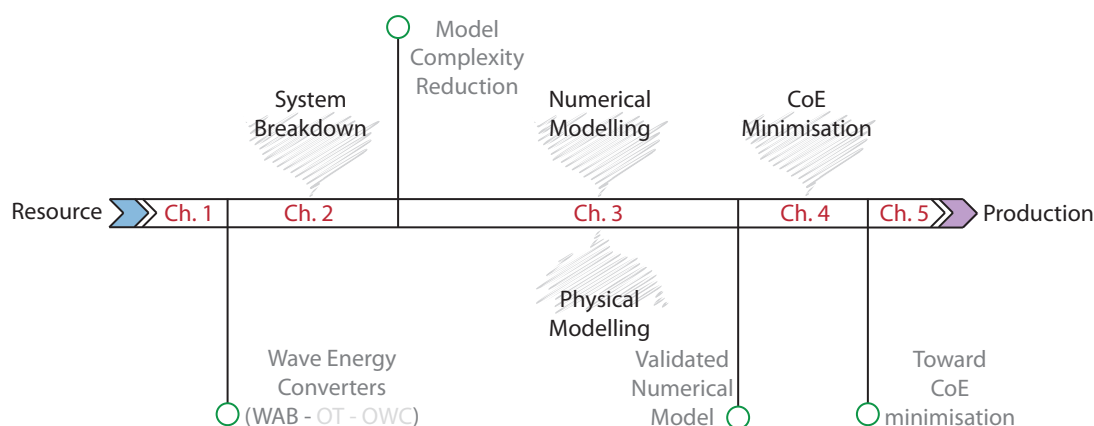 Model
Complexity
Reduction
System
Breakdown
Numerical
Modelling
CoE
Minimisation
Resource
Ch. 1
Ch. 2
Ch. 3
Ch. 4
Ch. 5
Production
Physical
Modelling
Wave Energy
Converters
(WAB - OT - OWC)
Validated
Numerical
Model
Toward
CoE
minimisation